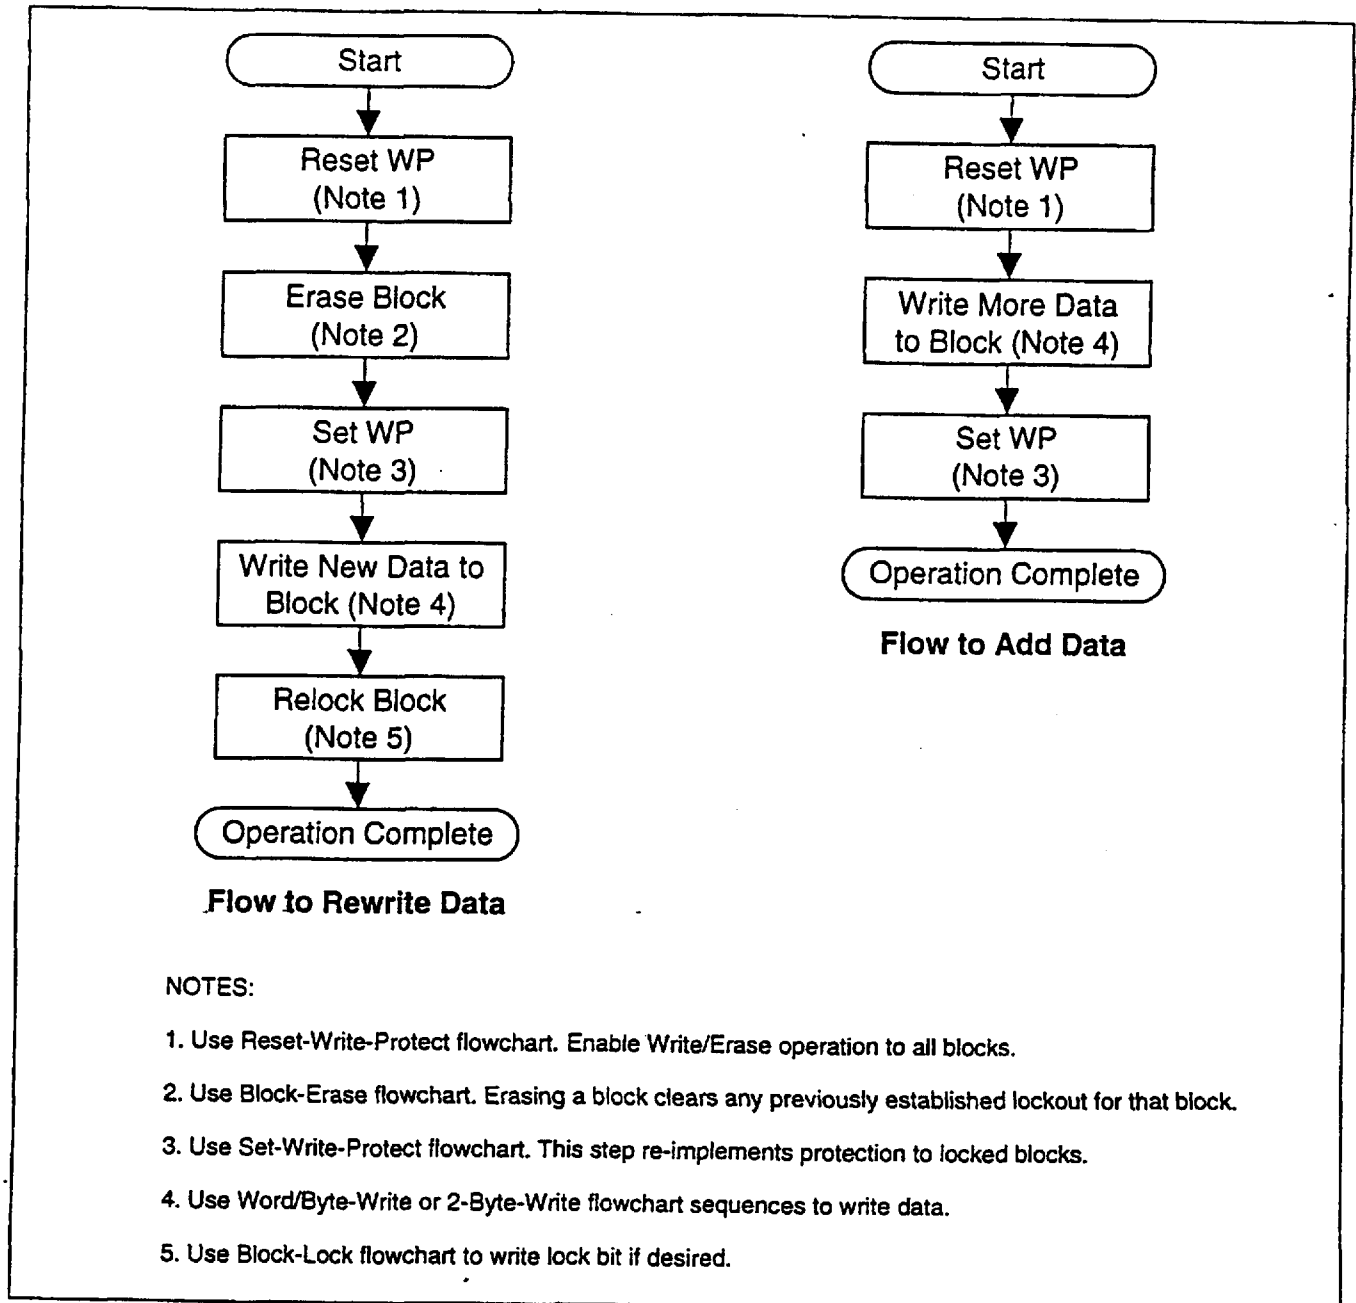 Start
Reset WP
(Note 1)
Erase Block
(Note 2)
Set WP
(Note 3)
Write New Data to
Block (Note 4)
Relock Block
(Note 5)
Operation Complete
Flow to Rewrite Data
Start
Reset WP
(Note 1)
Write More Data
to Block (Note 4)
Set WP
(Note 3)
Operation Complete
Flow to Add Data
NOTES:
1. Use Reset-Write-Protect flowchart. Enable Write/Erase operation to all blocks.
2. Use Block-Erase flowchart. Erasing a block clears any previously established lockout for that block.
3. Use Set-Write-Protect flowchart. This step re-implements protection to locked blocks.
4. Use Word/Byte-Write or 2-Byte-Write flowchart sequences to write data.
5. Use Block-Lock flowchart to write lock bit if desired.